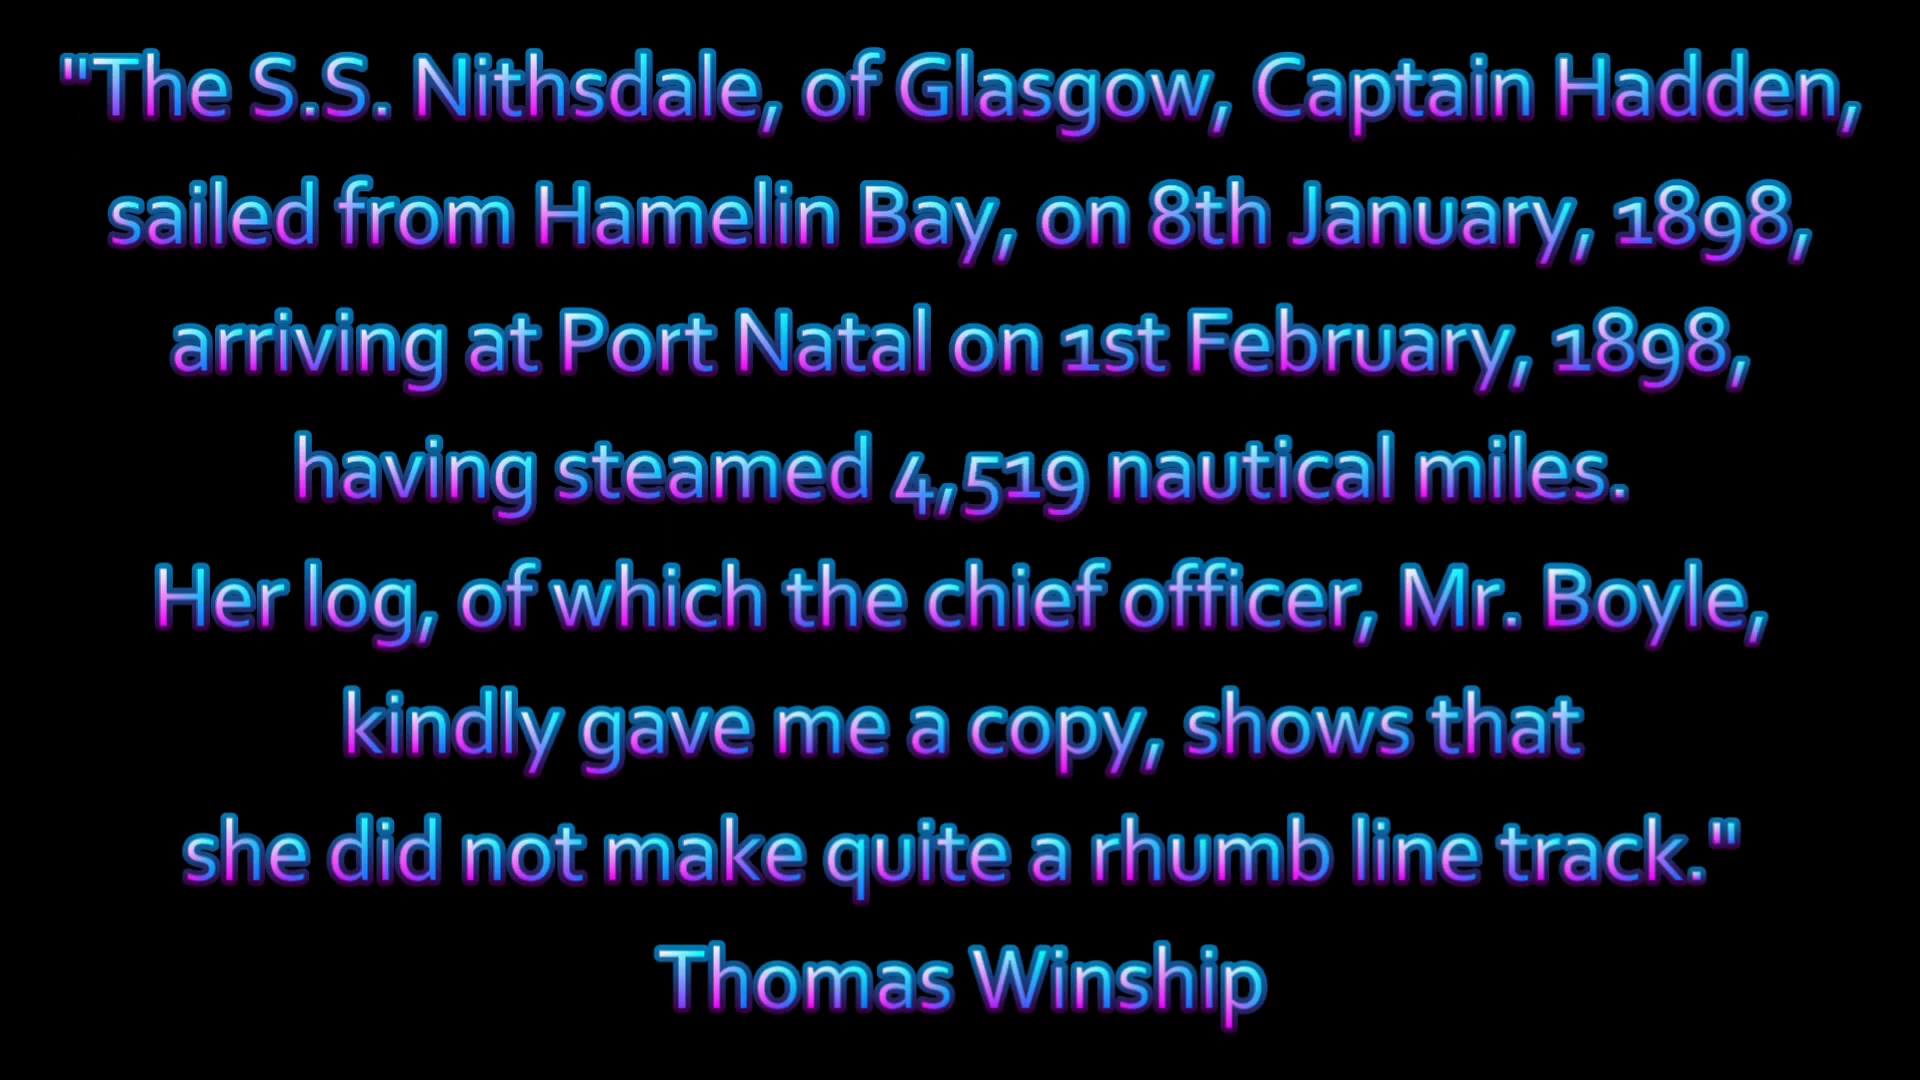 "The S.S. Nithsdale, of Glasgow, Captain Hadden,
sailed from Hamelin Bay, on 8th January, 1898,
arriving at Port Natal on 1st February, 1898,
having steamed 4,519 nautical miles.
Her log, of which the chief officer, Mr. Boyle,
kindly gave me a copy, shows that
she did not make quite a rhumb line track."
Thomas Winship